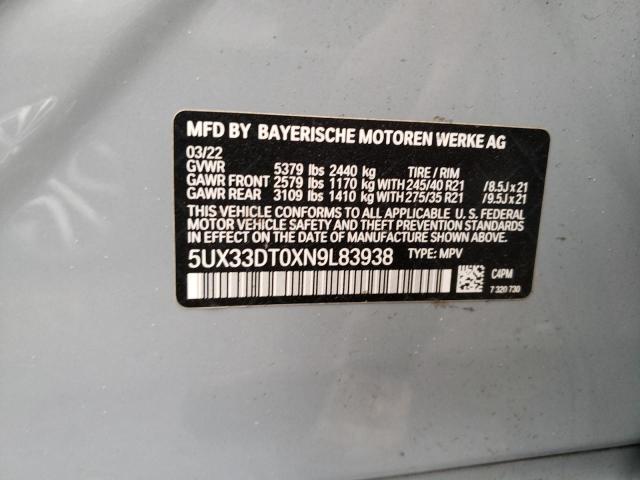 MFD BY BAYERISCHE MOTOREN WERKE AG
03/22
GVWR 5379 lbs 2440 kg TIRE / RIM
GAWR FRONT 2579 lbs 1170 kg WITH 245/40 R21 /8.5J x 21
GAWR REAR 3109 lbs 1410 kg WITH 275/35 R21 /9.5J x 21
THIS VEHICLE CONFORMS TO ALL APPLICABLE U. S. FEDERAL
MOTOR VEHICLE SAFETY AND THEFT PREVENTION STANDARDS
IN EFFECT ON THE DATE OF MANUFACTURE SHOWN ABOVE.
5UX33DT0XN9L83938 TYPE: MPV
C4PM
7 320 730